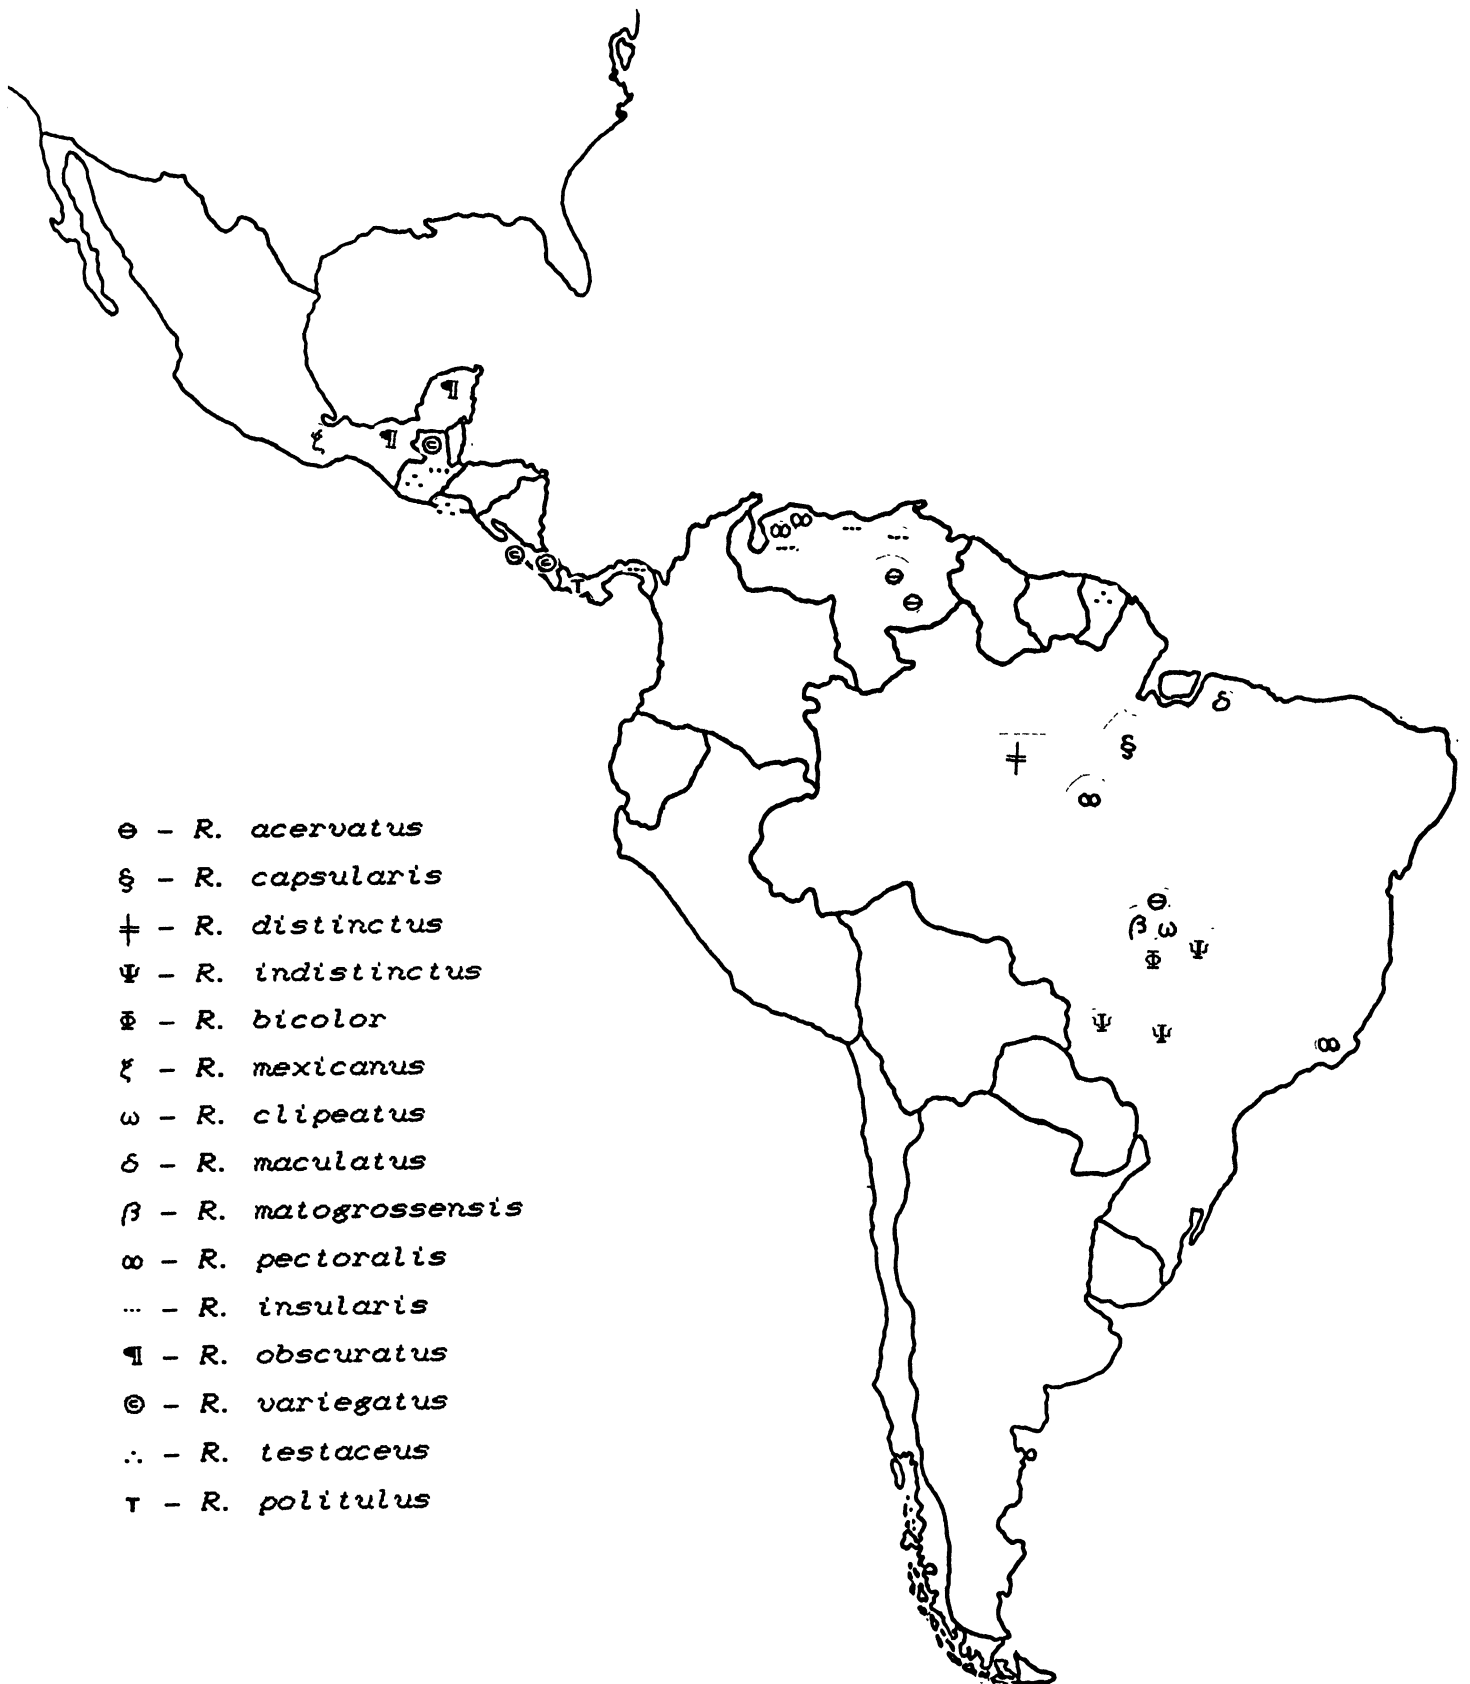 ɵ – R. acervatus
§ – R. capsularis
ǂ – R. distinctus
Ψ – R. indistinctus
Φ – R. bicolor
ξ – R. mexicanus
ω – R. clipeatus
δ – R. maculatus
β – R. matogrossensis
∞ – R. pectoralis
... – R. insularis
¶ – R. obscuratus
© – R. variegatus
∴ – R. testaceus
T – R. politulus